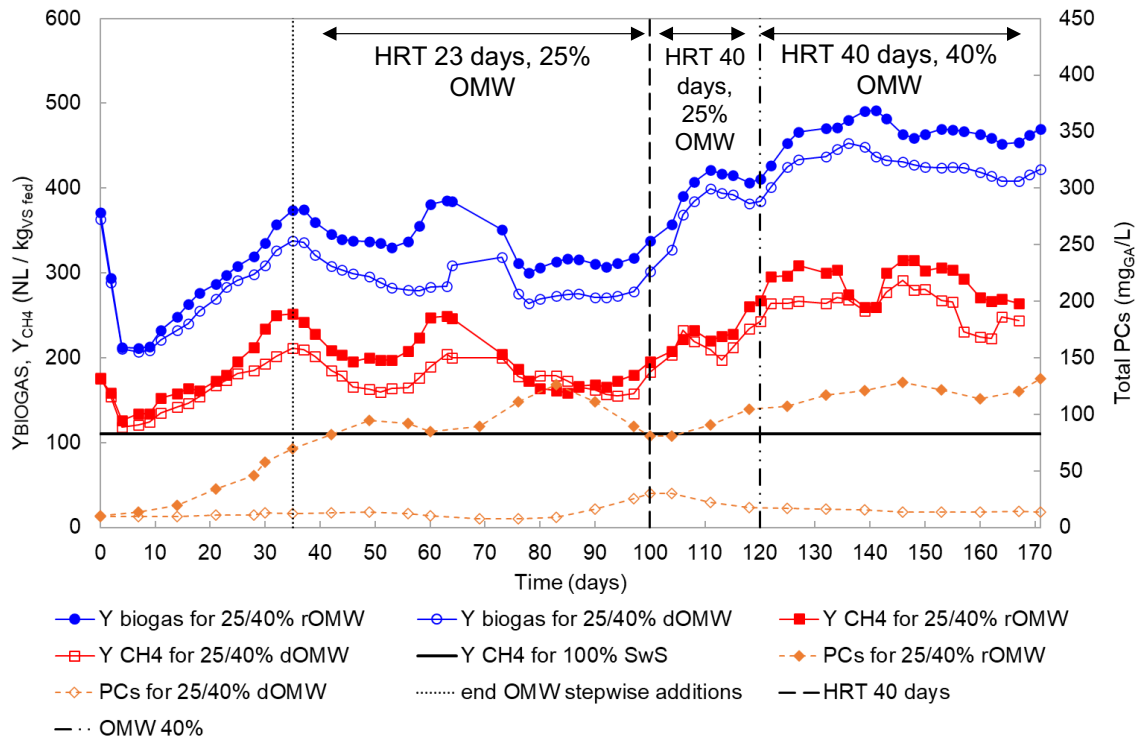 HRT 23 days, 25%
OMW
HRT 40
days,
25%
OMW
HRT 40 days, 40%
OMW
Y_BIOGAS, Y_CH4 (NL / kg_VS fed)
600
500
400
300
200
100
0
Total PCs (mg_GA/L)
450
400
350
300
250
200
150
100
50
0
0 10 20 30 40 50 60 70 80 90 100 110 120 130 140 150 160 171
Time (days)
Y biogas for 25/40% rOMW
Y biogas for 25/40% dOMW
Y CH4 for 25/40% rOMW
Y CH4 for 25/40% dOMW
Y CH4 for 100% SwS
PCs for 25/40% rOMW
PCs for 25/40% dOMW
end OMW stepwise additions
HRT 40 days
OMW 40%